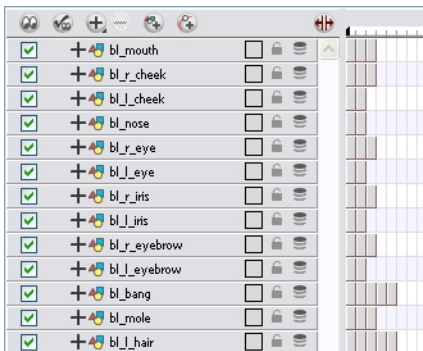 bl_mouth
bl_r_cheek
bl_l_cheek
bl_nose
bl_r_eye
bl_l_eye
bl_r_iris
bl_l_iris
bl_r_eyebrow
bl_l_eyebrow
bl_bang
bl_mole
bl_l_hair